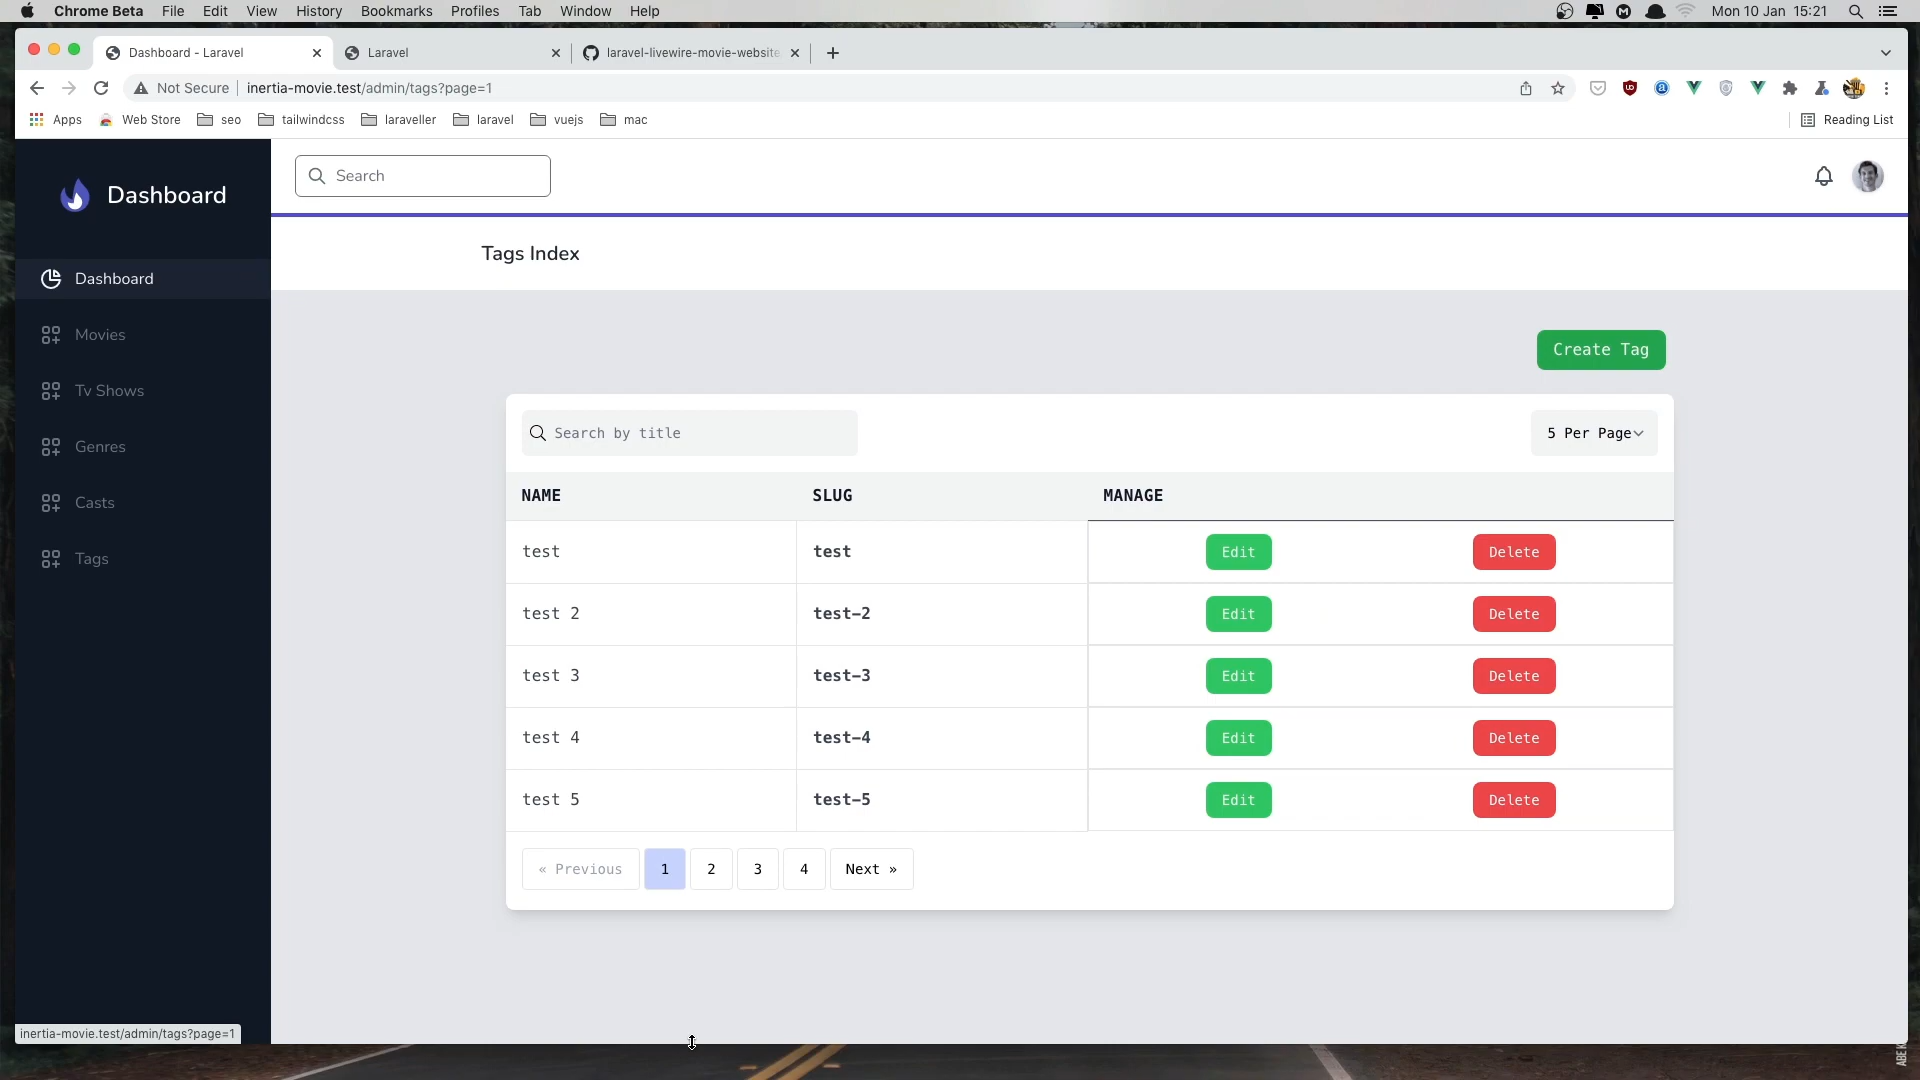 Chrome Beta File Edit View History Bookmarks Profiles Tab Window Help Mon 10 Jan 15:21
Dashboard - Laravel
Laravel
laravel-livewire-movie-website
Not Secure inertia-movie.test/admin/tags?page=1
Apps Web Store seo tailwindcss laraveller laravel vuejs mac Reading List
Dashboard
Search
Tags Index
Dashboard
Movies
Tv Shows
Genres
Casts
Tags
Create Tag
Search by title
5 Per Page
NAME SLUG MANAGE
test test Edit Delete
test 2 test-2 Edit Delete
test 3 test-3 Edit Delete
test 4 test-4 Edit Delete
test 5 test-5 Edit Delete
« Previous 1 2 3 4 Next »
inertia-movie.test/admin/tags?page=1